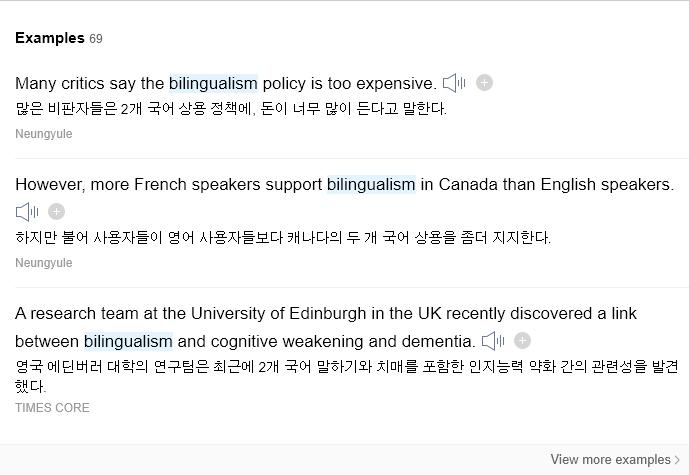 Examples 69
Many critics say the bilingualism policy is too expensive.
많은 비판자들은 2개 국어 상용 정책에, 돈이 너무 많이 든다고 말한다.
Neungyule
However, more French speakers support bilingualism in Canada than English speakers.
하지만 불어 사용자들이 영어 사용자들보다 캐나다의 두 개 국어 상용을 좀더 지지한다.
Neungyule
A research team at the University of Edinburgh in the UK recently discovered a link
between bilingualism and cognitive weakening and dementia.
영국 에딘버러 대학의 연구팀은 최근에 2개 국어 말하기와 치매를 포함한 인지능력 약화 간의 관련성을 발견
했다.
TIMES CORE
View more examples